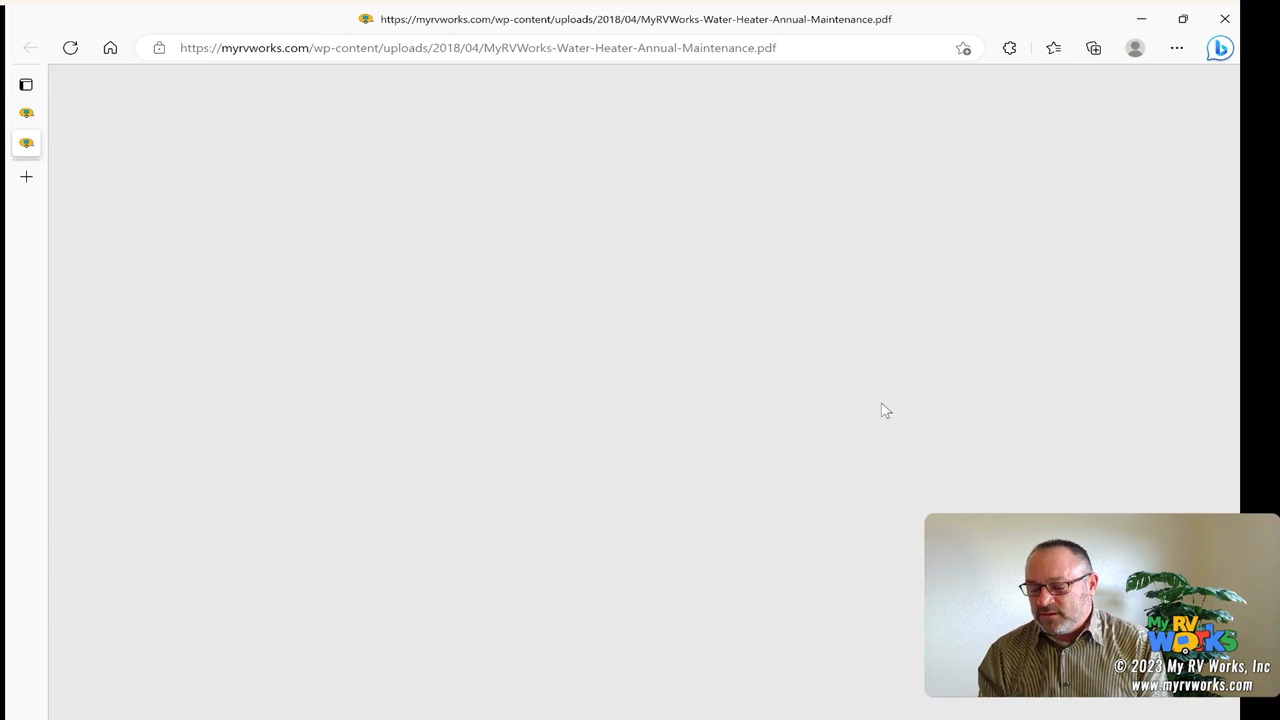 https://myrvworks.com/wp-content/uploads/2018/04/MyRVWorks-Water-Heater-Annual-Maintenance.pdf
https://myrvworks.com/wp-content/uploads/2018/04/MyRVWorks-Water-Heater-Annual-Maintenance.pdf
My RV
Works
© 2023 My RV Works, Inc
www.myrvworks.com